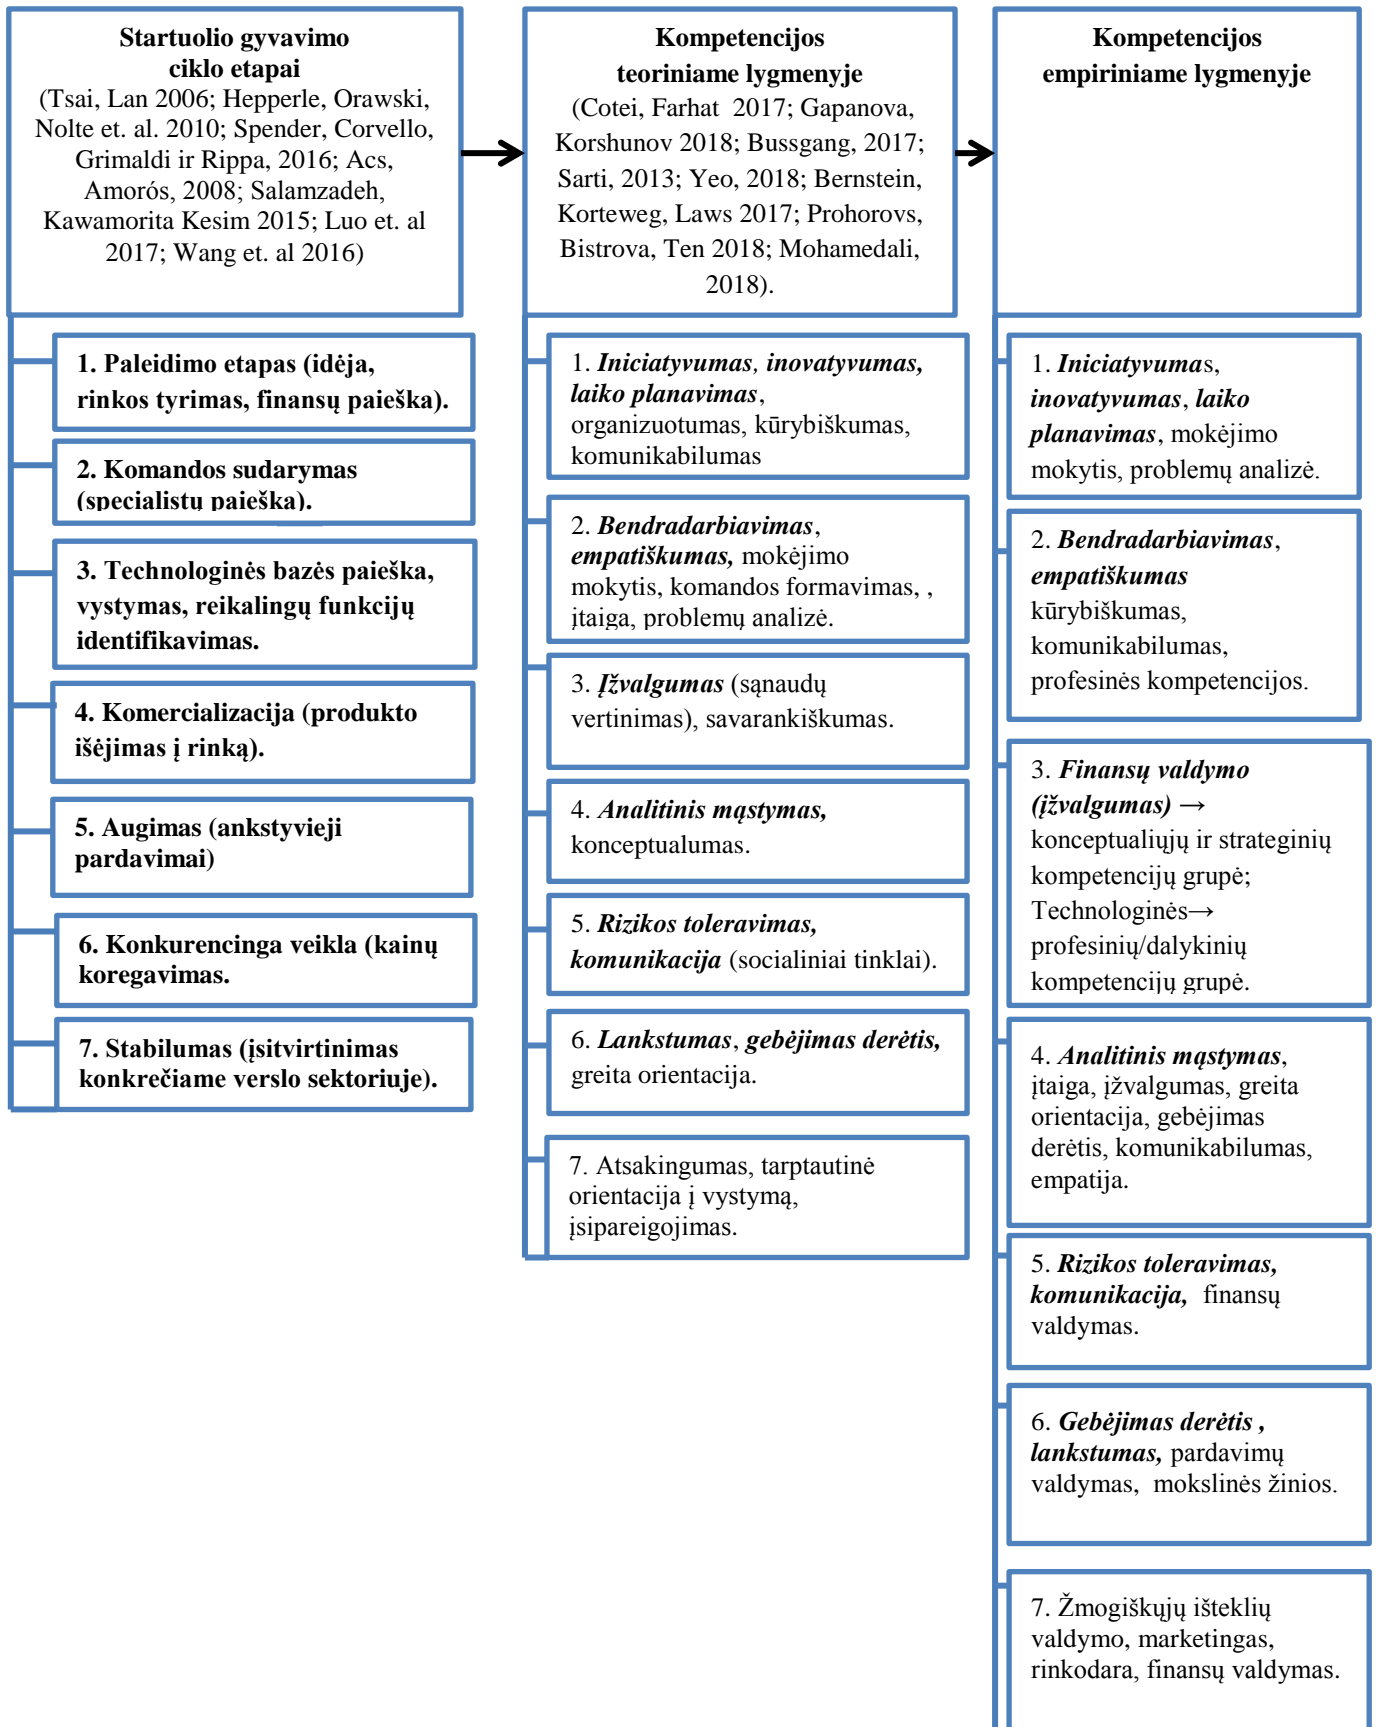 Startuolio gyvavimo
ciklo etapai
(Tsai, Lan 2006; Hepperle, Orawski,
Nolte et. al. 2010; Spender, Corvello,
Grimaldi ir Rippa, 2016; Acs,
Amorós, 2008; Salamzadeh,
Kawamorita Kesim 2015; Luo et. al
2017; Wang et. al 2016)
1. Paleidimo etapas (idėja,
rinkos tyrimas, finansų paieška).
2. Komandos sudarymas
(specialistų paieška).
3. Technologinės bazės paieška,
vystymas, reikalingų funkcijų
identifikavimas.
4. Komercializacija (produkto
išėjimas į rinką).
5. Augimas (ankstyvieji
pardavimai)
6. Konkurencinga veikla (kainų
koregavimas.
7. Stabilumas (įsitvirtinimas
konkrečiame verslo sektoriuje).
Kompetencijos
teoriniame lygmenyje
(Cotei, Farhat 2017; Gapanova,
Korshunov 2018; Bussgang, 2017;
Sarti, 2013; Yeo, 2018; Bernstein,
Korteweg, Laws 2017; Prohorovs,
Bistrova, Ten 2018; Mohamedali,
2018).
1. Iniciatyvumas, inovatyvumas,
laiko planavimas,
organizuotumas, kūrybiškumas,
komunikabilumas
2. Bendradarbiavimas,
empatiškumas, mokėjimo
mokytis, komandos formavimas, ,
įtaiga, problemų analizė.
3. Įžvalgumas (sąnaudų
vertinimas), savarankiškumas.
4. Analitinis mąstymas,
konceptualumas.
5. Rizikos toleravimas,
komunikacija (socialiniai tinklai).
6. Lankstumas, gebėjimas derėtis,
greita orientacija.
7. Atsakingumas, tarptautinė
orientacija į vystymą,
įsipareigojimas.
Kompetencijos
empiriniame lygmenyje
1. Iniciatyvumas,
inovatyvumas, laiko
planavimas, mokėjimo
mokytis, problemų analizė.
2. Bendradarbiavimas,
empatiškumas
kūrybiškumas,
komunikabilumas,
profesinės kompetencijos.
3. Finansų valdymo
(įžvalgumas) →
konceptualiųjų ir strateginių
kompetencijų grupė;
Technologinės→
profesinių/dalykinių
kompetencijų grupė.
4. Analitinis mąstymas,
įtaiga, įžvalgumas, greita
orientacija, gebėjimas
derėtis, komunikabilumas,
empatija.
5. Rizikos toleravimas,
komunikacija, finansų
valdymas.
6. Gebėjimas derėtis ,
lankstumas, pardavimų
valdymas, mokslinės žinios.
7. Žmogiškųjų išteklių
valdymo, marketingas,
rinkodara, finansų valdymas.